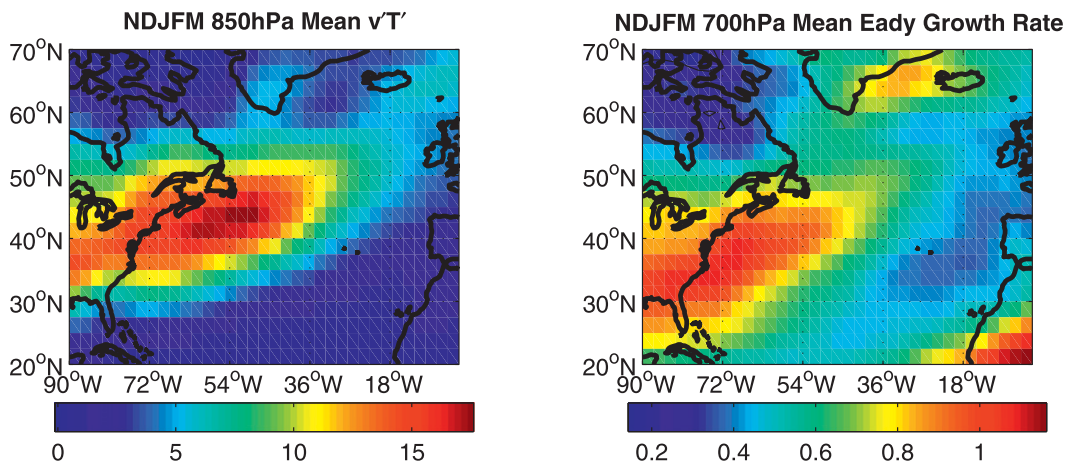 NDJFM 850hPa Mean v′T′
70°N
60°N
50°N
40°N
30°N
20°N
90°W 72°W 54°W 36°W 18°W
0 5 10 15
NDJFM 700hPa Mean Eady Growth Rate
70°N
60°N
50°N
40°N
30°N
20°N
90°W 72°W 54°W 36°W 18°W
0.2 0.4 0.6 0.8 1